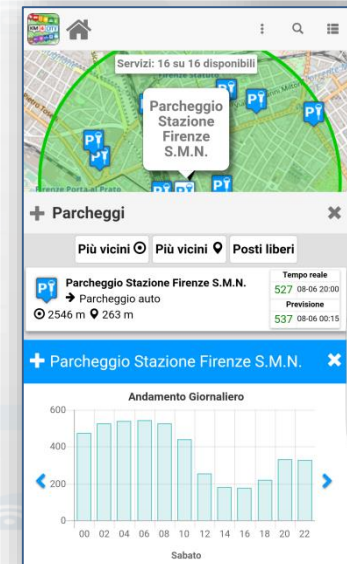 Servizi: 16 su 16 disponibili
Firenze Statuto
Parcheggio
Stazione
Firenze
S.M.N.
Firenze Porta al Prato
Parcheggi
Più vicini Più vicini Posti liberi
Parcheggio Stazione Firenze S.M.N.
Parcheggio auto
2546 m 263 m
Tempo reale
527 08-06 20:00
Previsione
537 08-06 00:15
Parcheggio Stazione Firenze S.M.N.
Andamento Giornaliero
600
400
200
0
00 02 04 06 08 10 12 14 16 18 20 22
Sabato